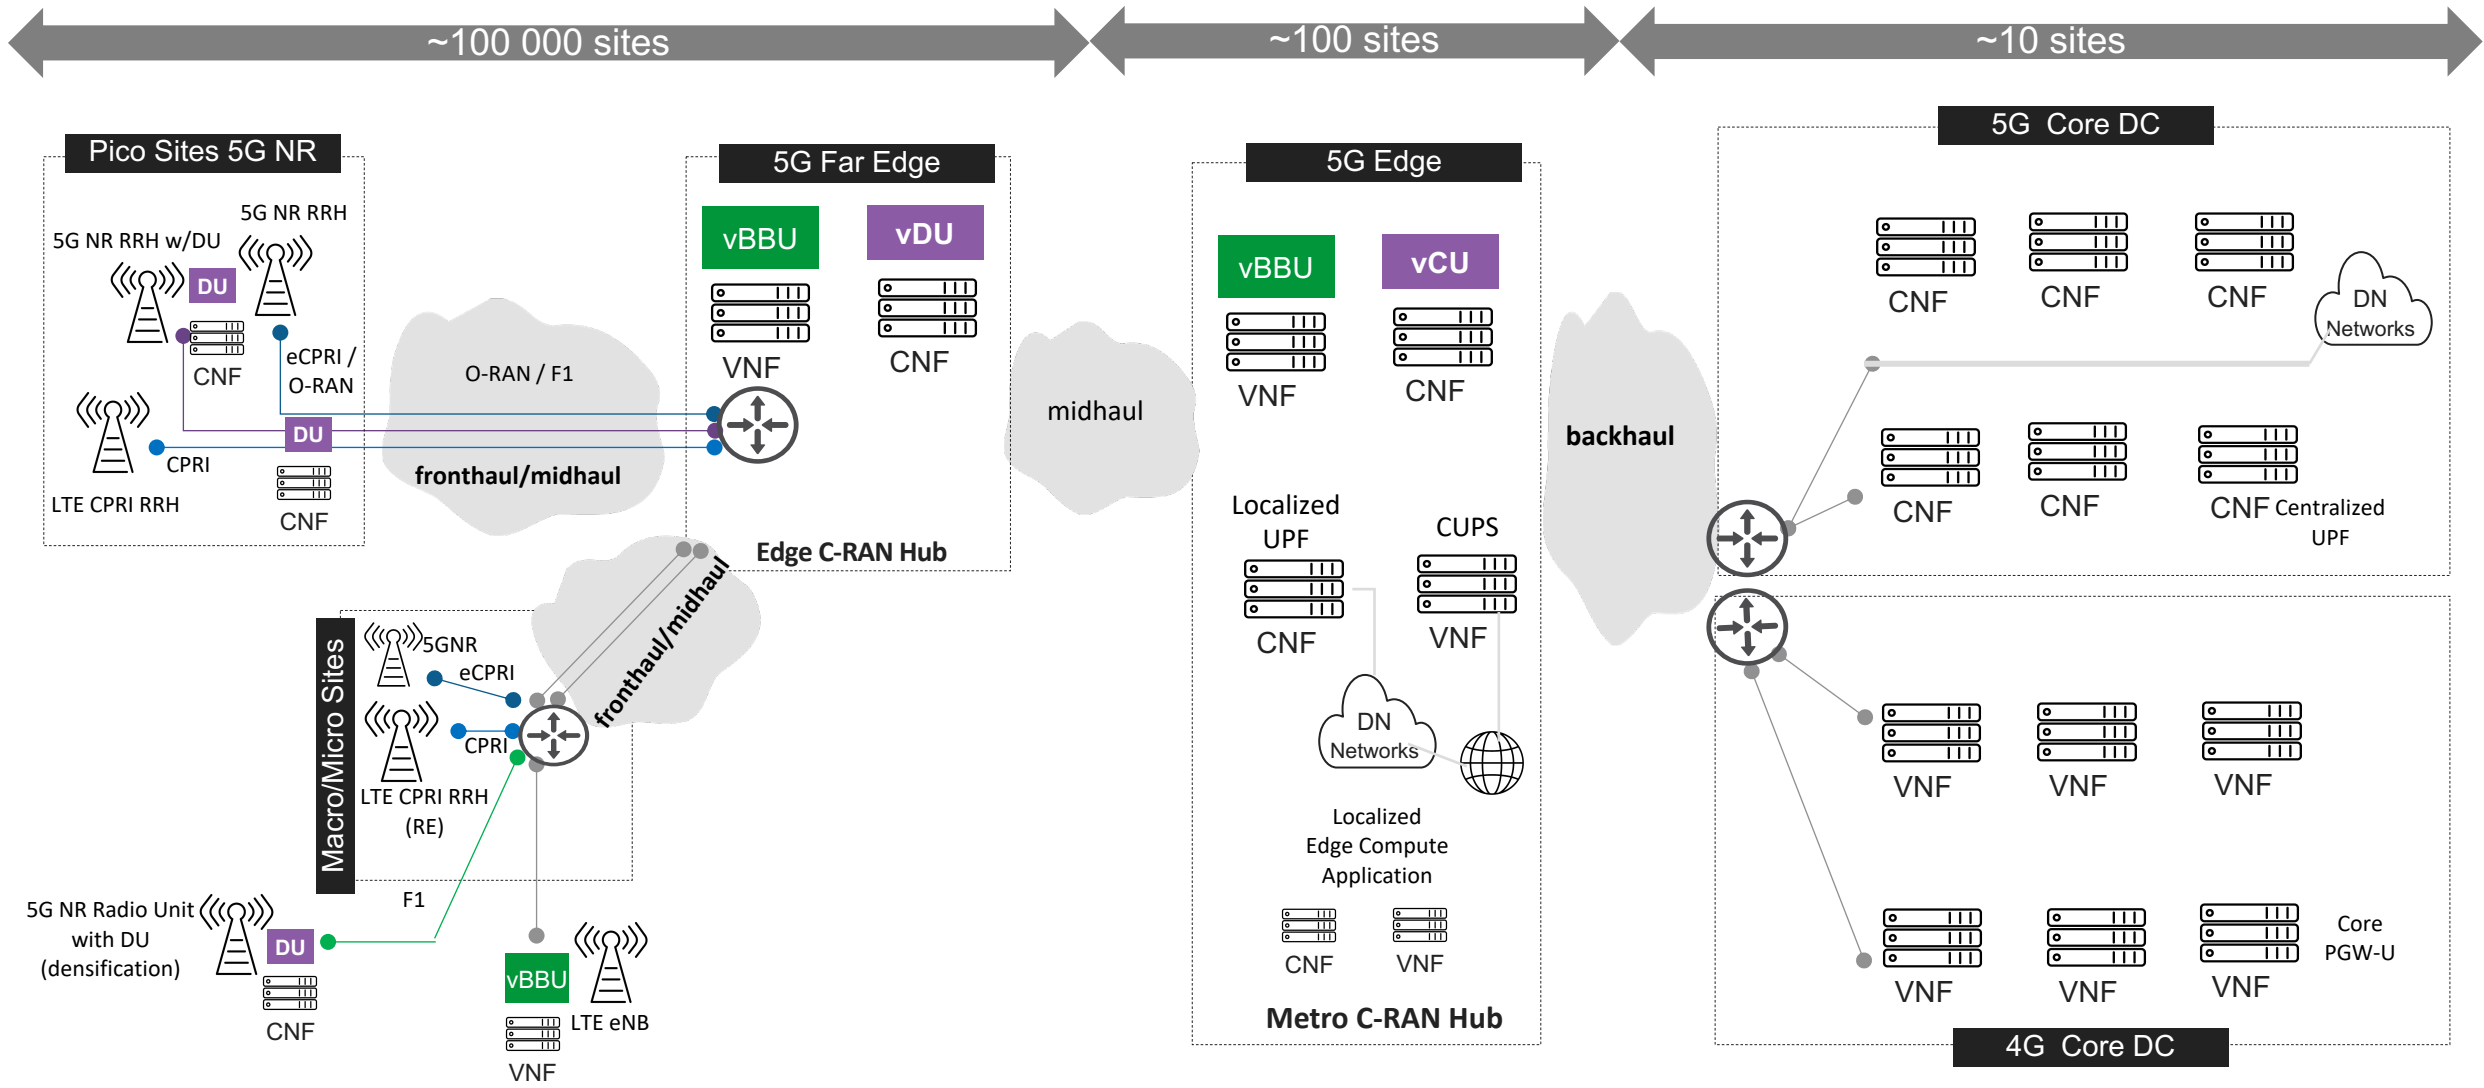 ~100 000 sites
~100 sites
~10 sites
Pico Sites 5G NR
5G NR RRH
5G NR RRH w/DU
DU
CNF
eCPRI /
O-RAN
DU
CPRI
LTE CPRI RRH
CNF
O-RAN / F1
fronthaul/midhaul
5G Far Edge
vBBU
vDU
VNF
CNF
Edge C-RAN Hub
fronthaul/midhaul
Macro/Micro Sites
5GNR
eCPRI
CPRI
LTE CPRI RRH
(RE)
F1
5G NR Radio Unit
with DU
(densification)
DU
CNF
vBBU
LTE eNB
VNF
midhaul
5G Edge
vBBU
vCU
VNF
CNF
Localized
UPF
CUPS
CNF
VNF
DN
Networks
Localized
Edge Compute
Application
CNF
VNF
Metro C-RAN Hub
backhaul
5G  Core DC
CNF
CNF
CNF
DN
Networks
CNF
CNF
CNF
Centralized
UPF
VNF
VNF
VNF
VNF
VNF
VNF
Core
PGW-U
4G  Core DC